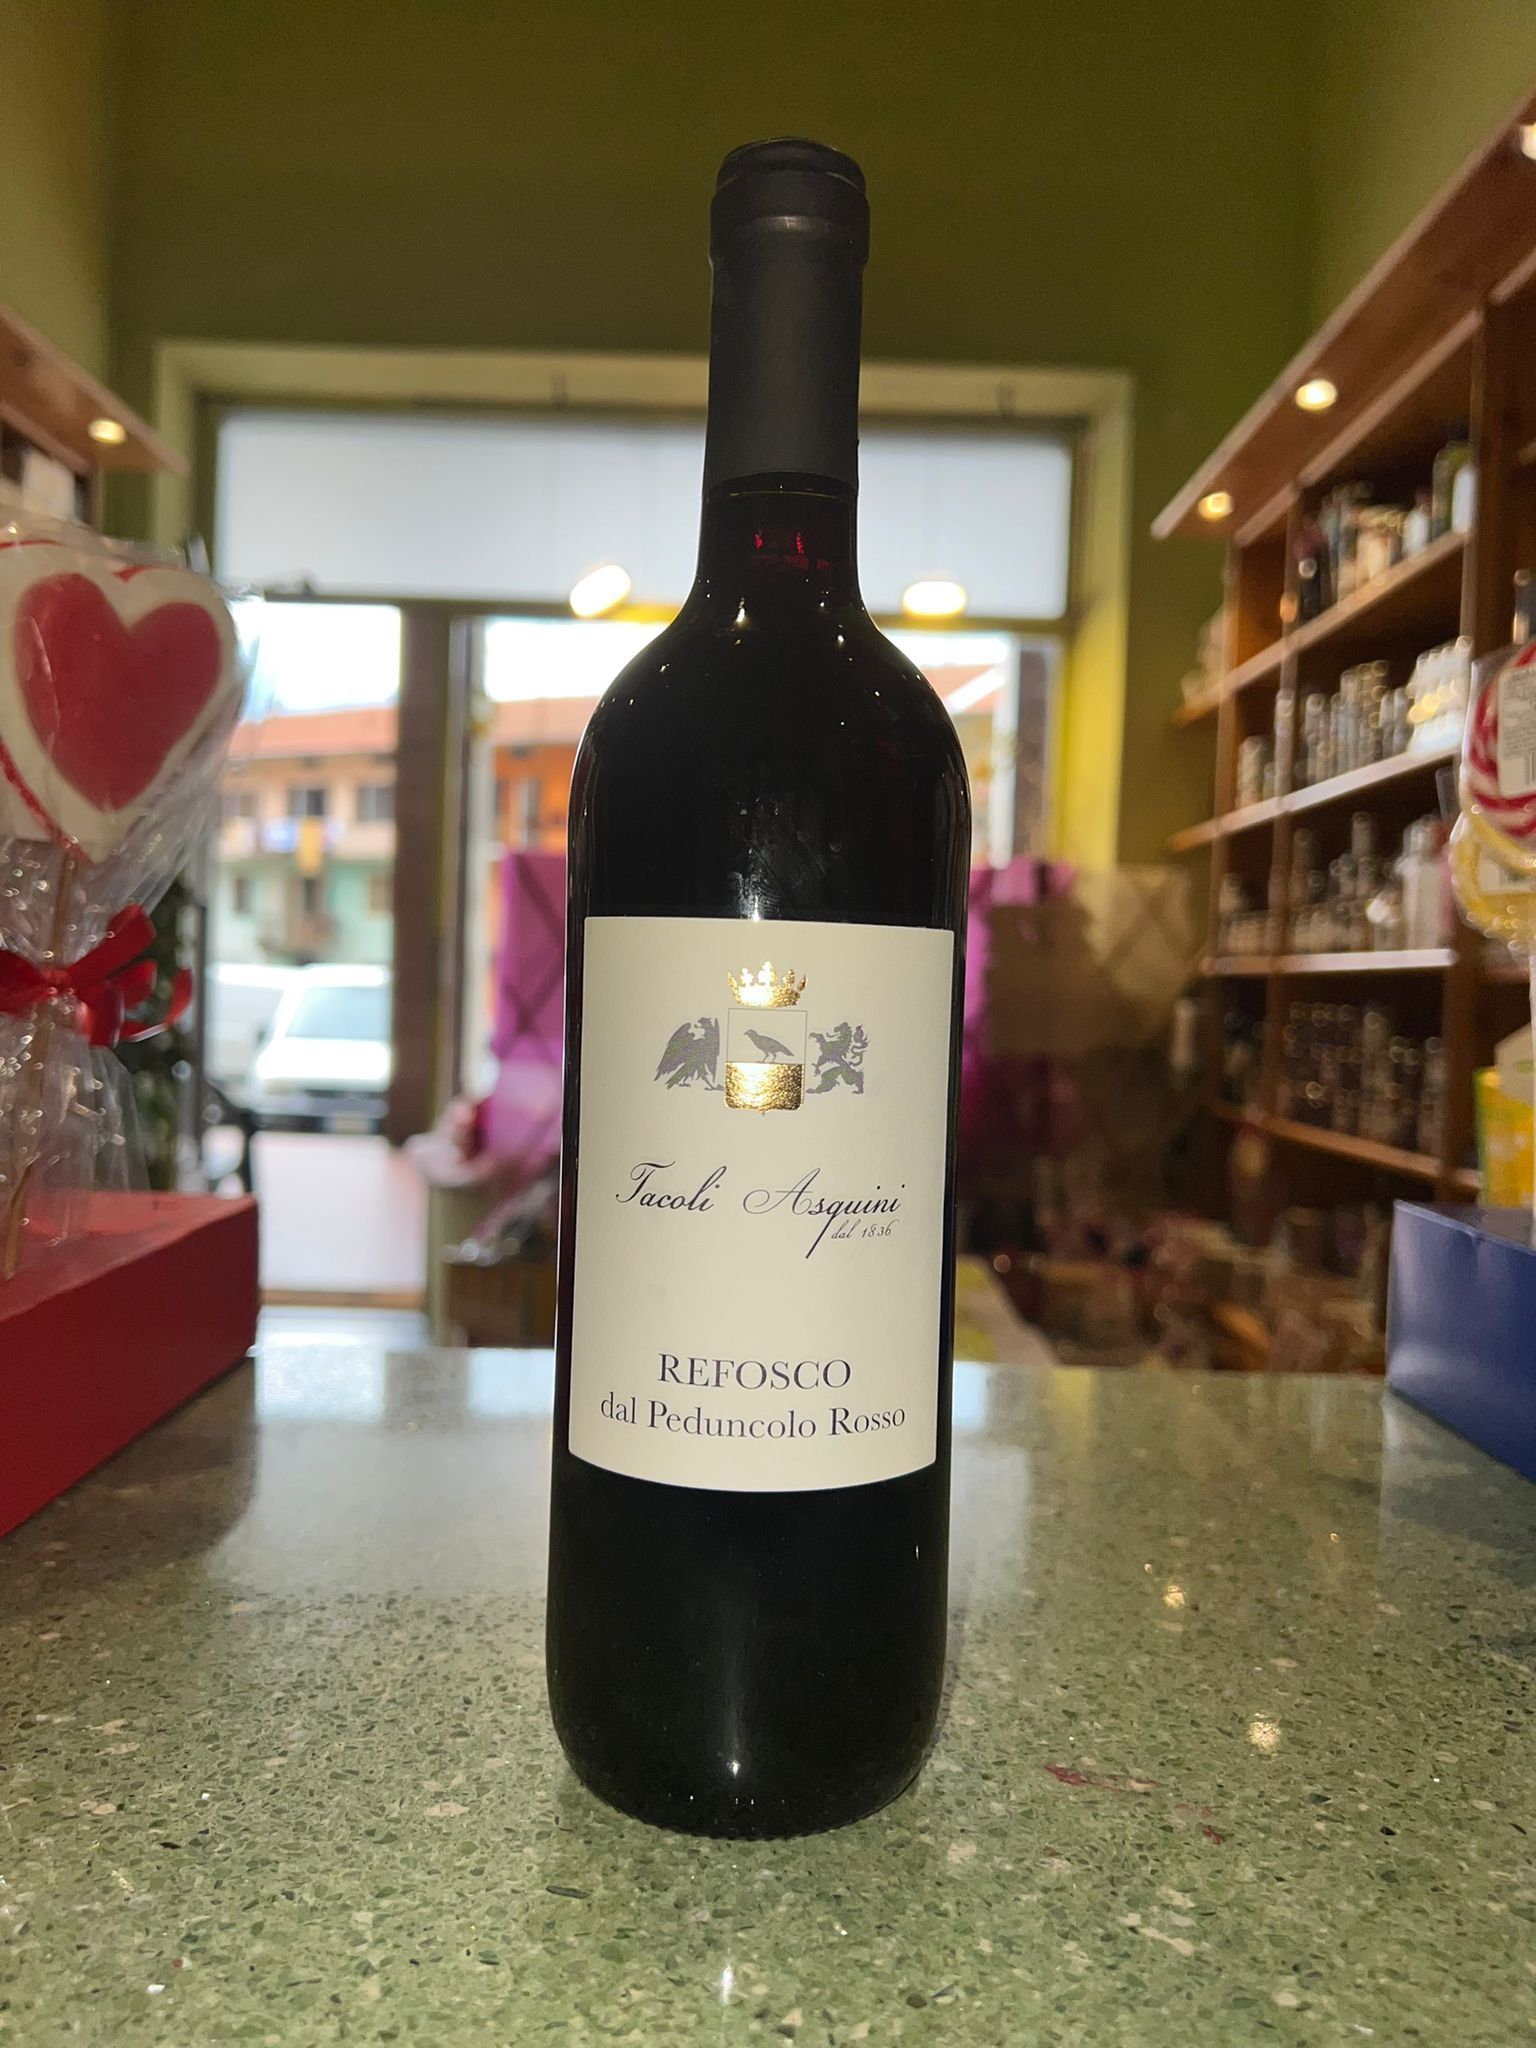 Tacoli Asquini
dal 1836
REFOSCO
dal Peduncolo Rosso